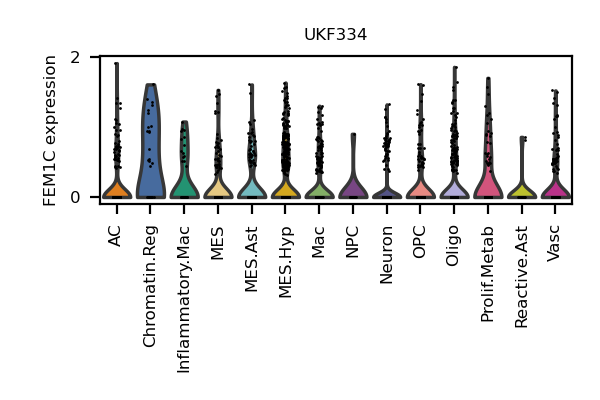 UKF334
FEM1C expression
2
0
AC
Chromatin.Reg
Inflammatory.Mac
MES
MES.Ast
MES.Hyp
Mac
NPC
Neuron
OPC
Oligo
Prolif.Metab
Reactive.Ast
Vasc